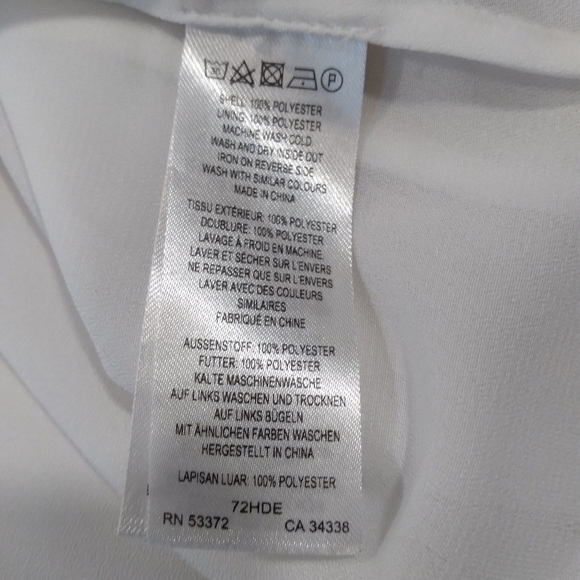 30 P
SHELL: 100% POLYESTER
LINING: 100% POLYESTER
MACHINE WASH COLD
WASH AND DRY INSIDE OUT
IRON ON REVERSE SIDE
WASH WITH SIMILAR COLOURS
MADE IN CHINA
TISSU EXTÉRIEUR: 100% POLYESTER
DOUBLURE: 100% POLYESTER
LAVAGE À FROID EN MACHINE
LAVER ET SÉCHER SUR L'ENVERS
NE REPASSER QUE SUR L'ENVERS
LAVER AVEC DES COULEURS
SIMILAIRES
FABRIQUÉ EN CHINE
AUSSENSTOFF: 100% POLYESTER
FUTTER: 100% POLYESTER
KALTE MASCHINENWASCHE
AUF LINKS WASCHEN UND TROCKNEN
AUF LINKS BÜGELN
MIT ÄHNLICHEN FARBEN WASCHEN
HERGESTELLT IN CHINA
LAPISAN LUAR: 100% POLYESTER
72HDE
RN 53372 CA 34338